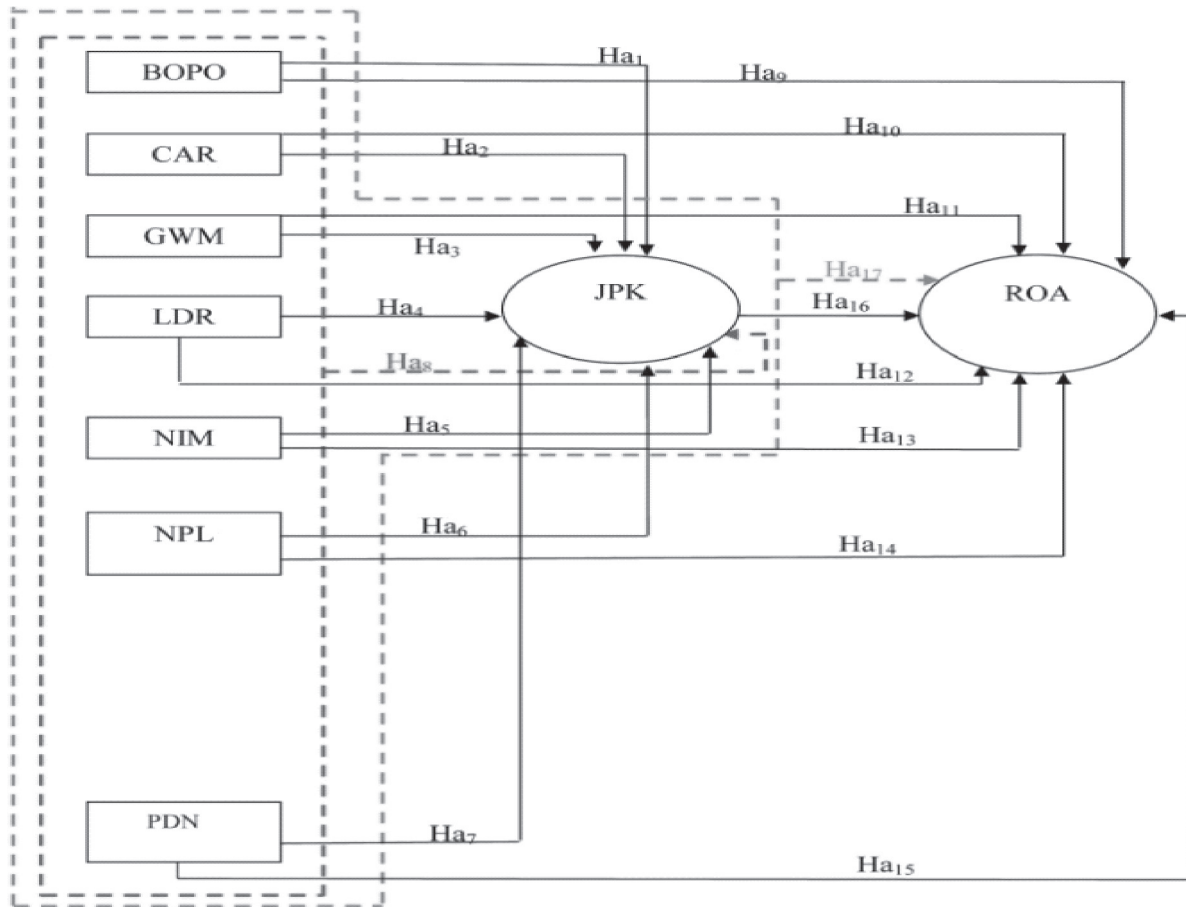 BOPO
Ha₁
Ha₉
CAR
Ha₂
Ha₁₀
GWM
Ha₃
Ha₁₁
LDR
Ha₄
JPK
Ha₁₇
Ha₁₆
ROA
Ha₈
Ha₁₂
NIM
Ha₅
Ha₁₃
NPL
Ha₆
Ha₁₄
PDN
Ha₇
Ha₁₅